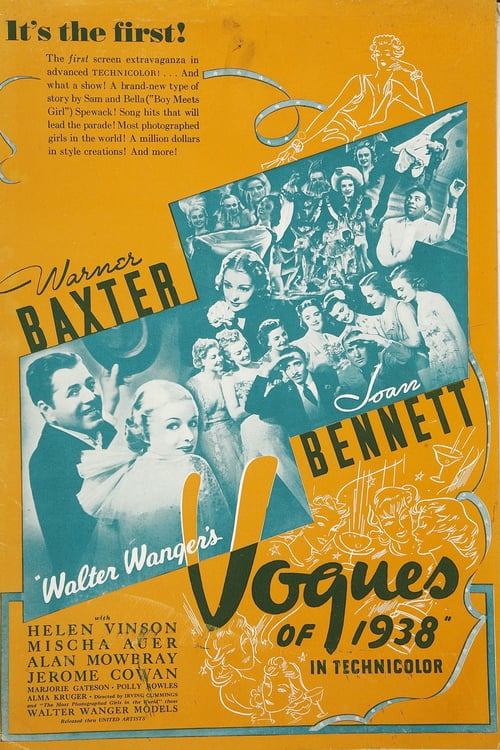 It's the first!
The first screen extravaganza in
advanced TECHNICOLOR! . . . And
what a show! A brand-new type of
story by Sam and Bella ("Boy Meets
Girl") Spewack! Song hits that will
lead the parade! Most photographed
girls in the world! A million dollars
in style creations! And more!
Warner
BAXTER
Joan
BENNETT
"Walter Wanger's
Vogues
OF 1938"
IN TECHNICOLOR
with
HELEN VINSON
MISCHA AUER
ALAN MOWBRAY
JEROME COWAN
MARJORIE GATESON · POLLY ROWLES
ALMA KRUGER · Directed by IRVING CUMMINGS
and "The Most Photographed Girls in the World" from
WALTER WANGER MODELS
Released thru UNITED ARTISTS